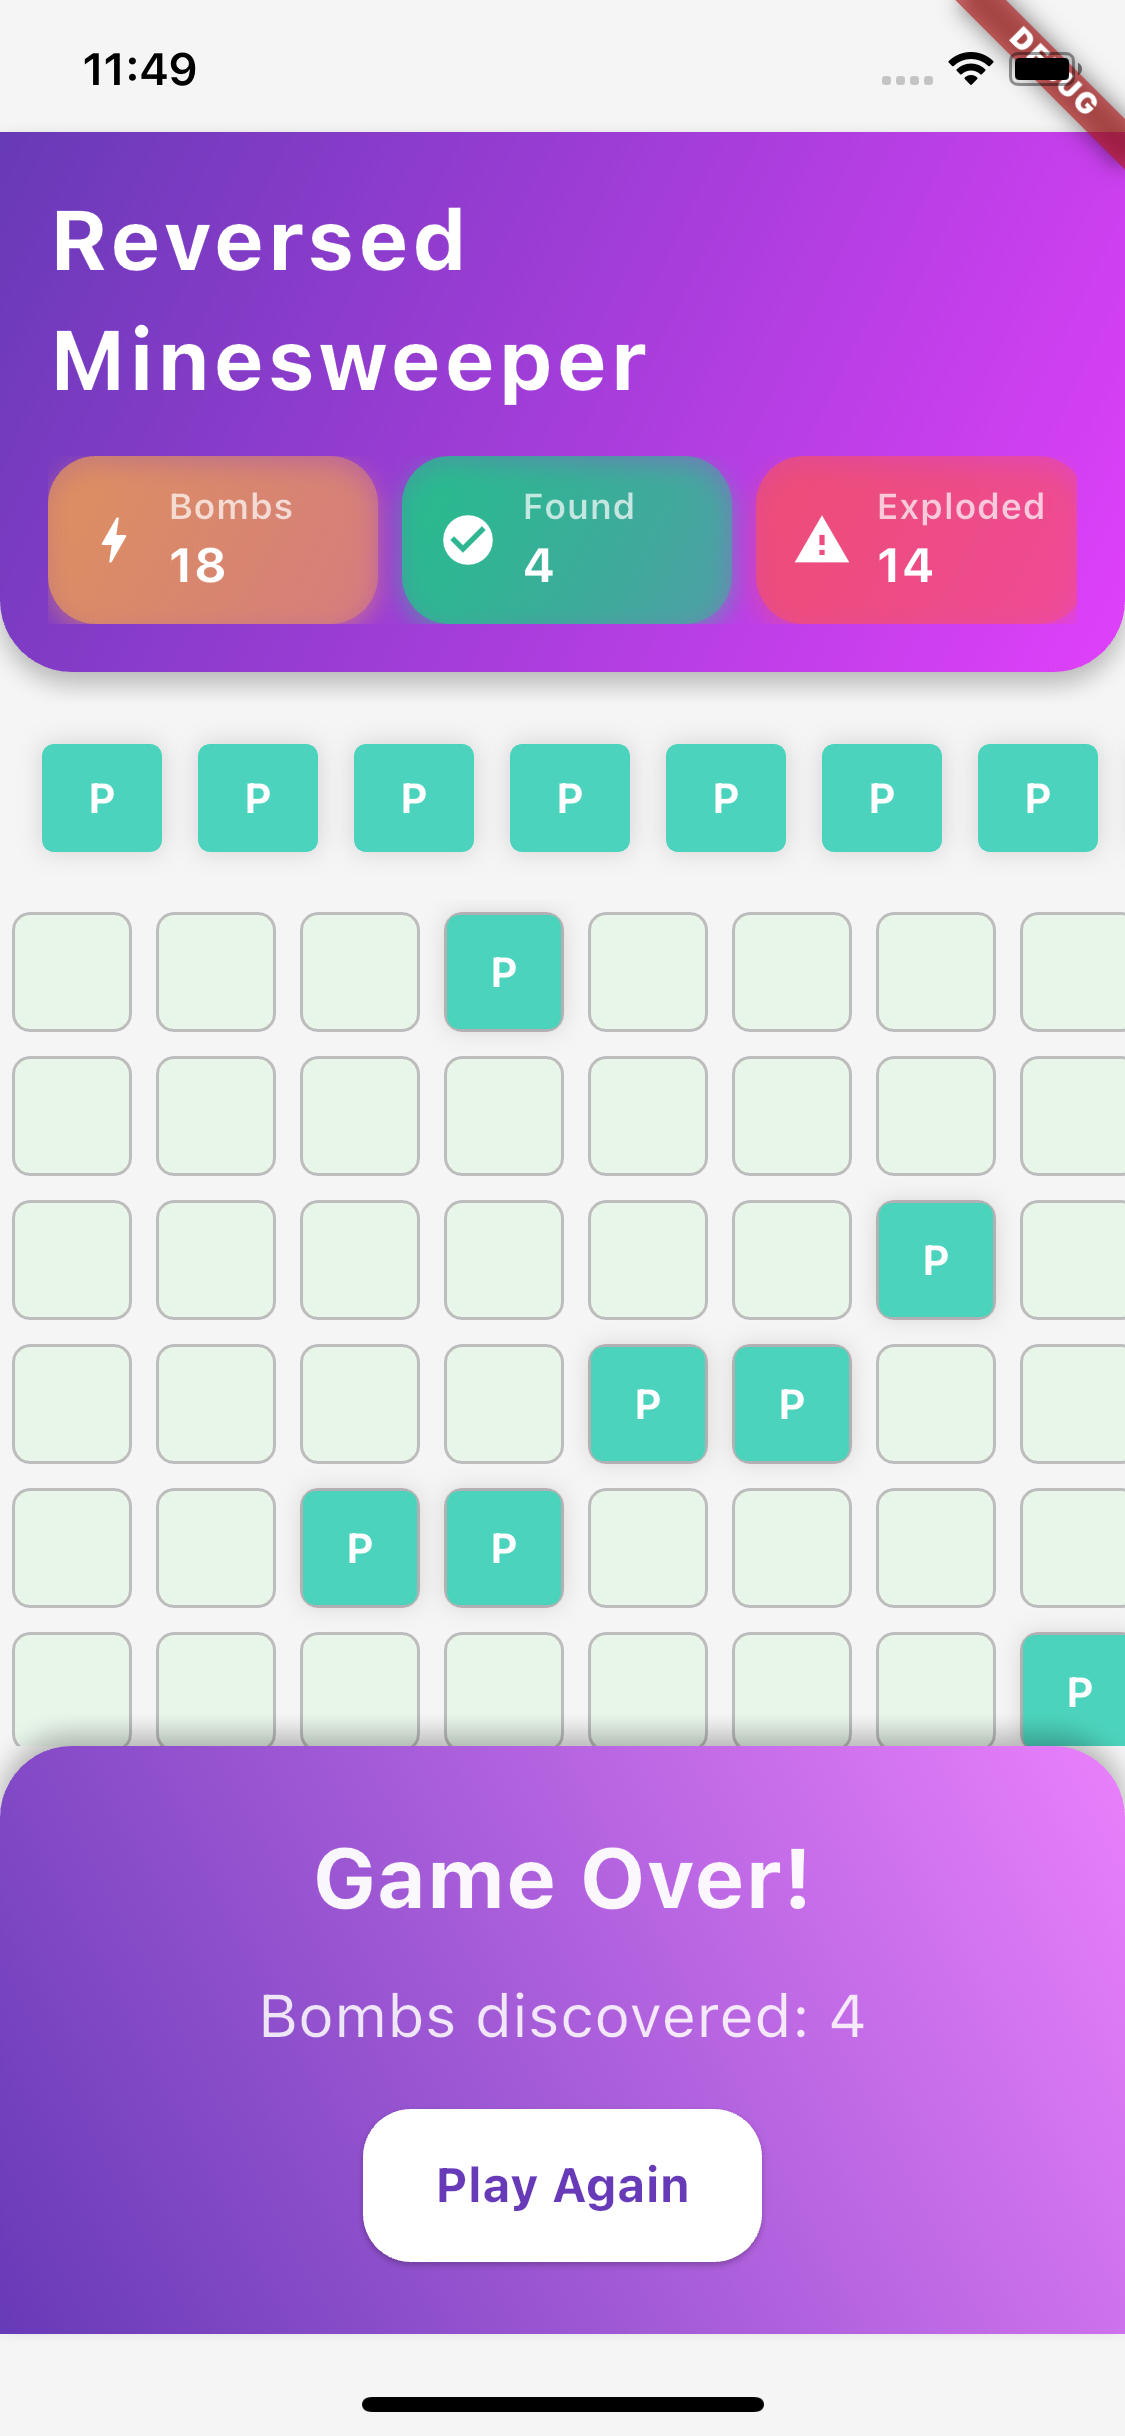 11:49
DEBUG
Reversed
Minesweeper
Bombs
18
Found
4
Exploded
14
P P P P P P P
P
P
P P
P P
P
Game Over!
Bombs discovered: 4
Play Again